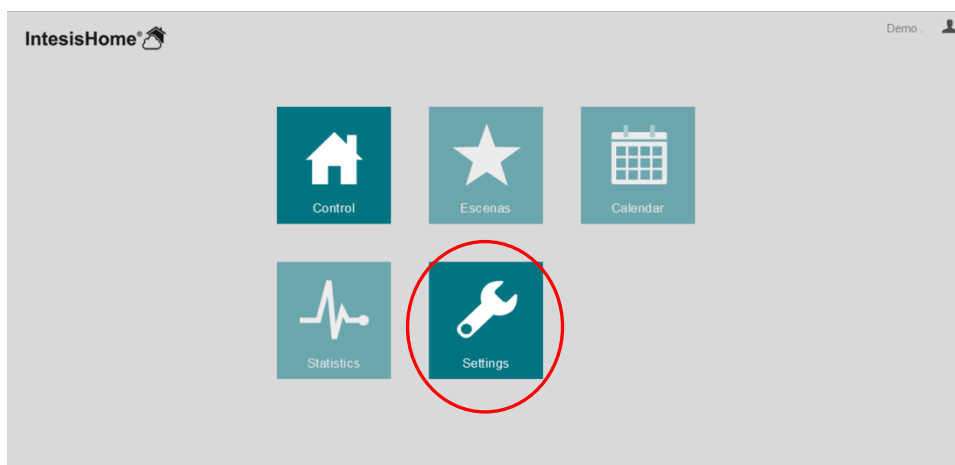 IntesisHome®
Demo .
Control
Escenas
Calendar
Statistics
Settings